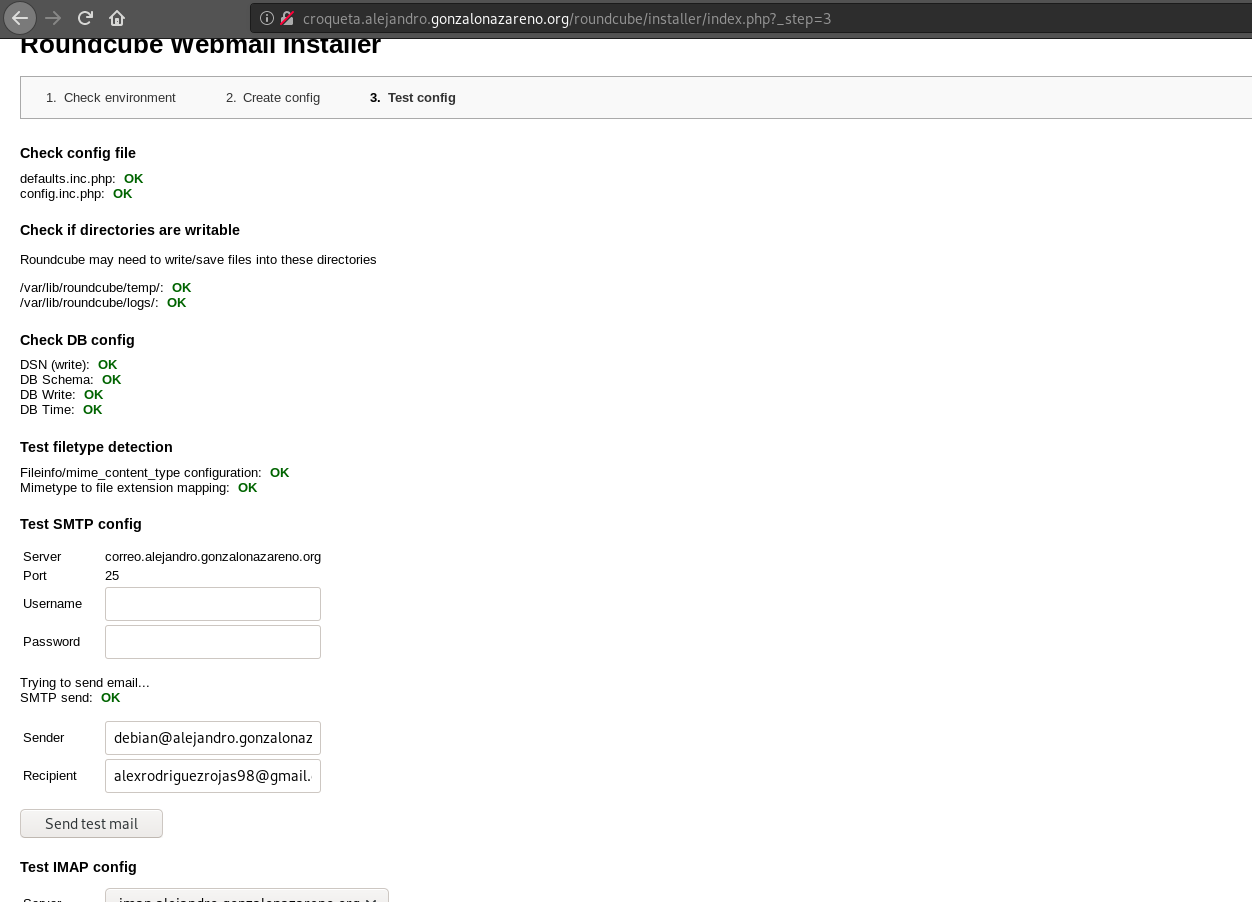 croqueta.alejandro.gonzalonazareno.org/roundcube/installer/index.php?_step=3
Roundcube Webmail Installer
1. Check environment 2. Create config 3. Test config
Check config file
defaults.inc.php: OK
config.inc.php: OK
Check if directories are writable
Roundcube may need to write/save files into these directories
/var/lib/roundcube/temp/: OK
/var/lib/roundcube/logs/: OK
Check DB config
DSN (write): OK
DB Schema: OK
DB Write: OK
DB Time: OK
Test filetype detection
Fileinfo/mime_content_type configuration: OK
Mimetype to file extension mapping: OK
Test SMTP config
Server correo.alejandro.gonzalonazareno.org
Port 25
Username
Password
Trying to send email...
SMTP send: OK
Sender debian@alejandro.gonzalonaz
Recipient alexrodriguezrojas98@gmail.
Send test mail
Test IMAP config
Server imap.alejandro.gonzalonazareno.org